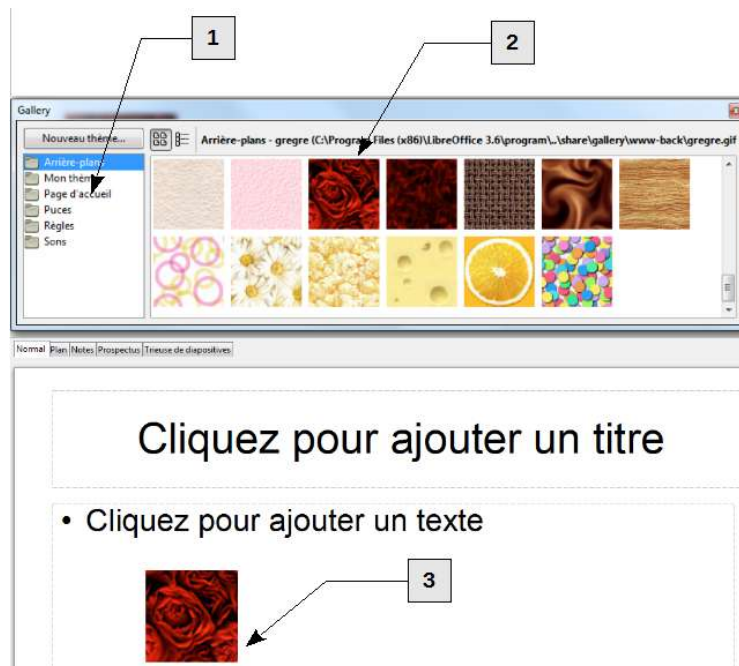 1
2
Gallery
Nouveau thème...
Arrière-plans - gregre (C:\Program Files (x86)\LibreOffice 3.6\program\..\share\gallery\www-back\gregre.gif
Arrière-plans
Mon thème
Page d'accueil
Puces
Règles
Sons
Normal Plan Notes Prospectus Trieuse de diapositives
Cliquez pour ajouter un titre
• Cliquez pour ajouter un texte
3